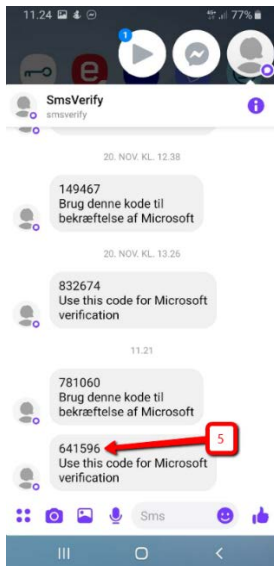 11.24
77%
1
e
SmsVerify
smsverify
20. NOV. KL. 12.38
149467
Brug denne kode til
bekræftelse af Microsoft
20. NOV. KL. 13.26
832674
Use this code for Microsoft
verification
11.21
781060
Brug denne kode til
bekræftelse af Microsoft
641596
5
Use this code for Microsoft
verification
Sms